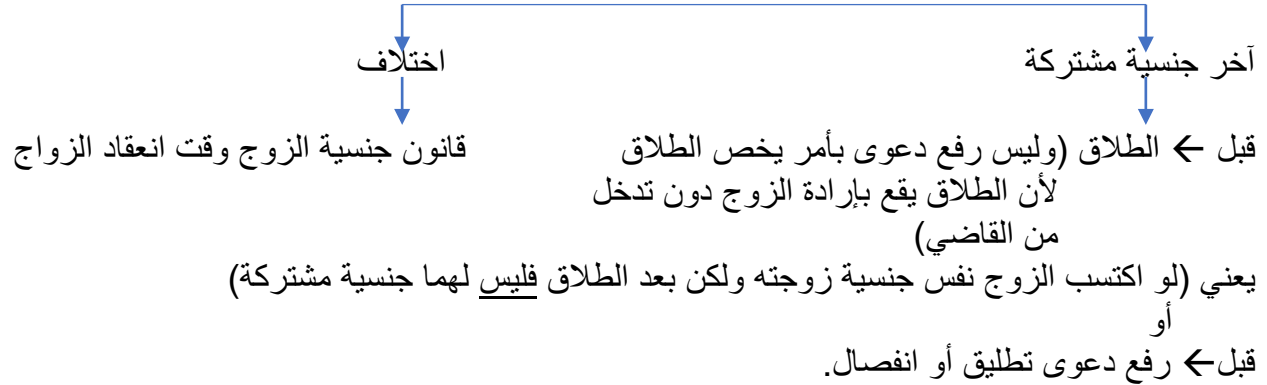 آخر جنسية مشتركة
اختلاف
قبل ← الطلاق (وليس رفع دعوى بأمر يخص الطلاق
قانون جنسية الزوج وقت انعقاد الزواج
لأن الطلاق يقع بإرادة الزوج دون تدخل
من القاضي)
يعني (لو اكتسب الزوج نفس جنسية زوجته ولكن بعد الطلاق فليس لهما جنسية مشتركة)
أو
قبل← رفع دعوى تطليق أو انفصال.